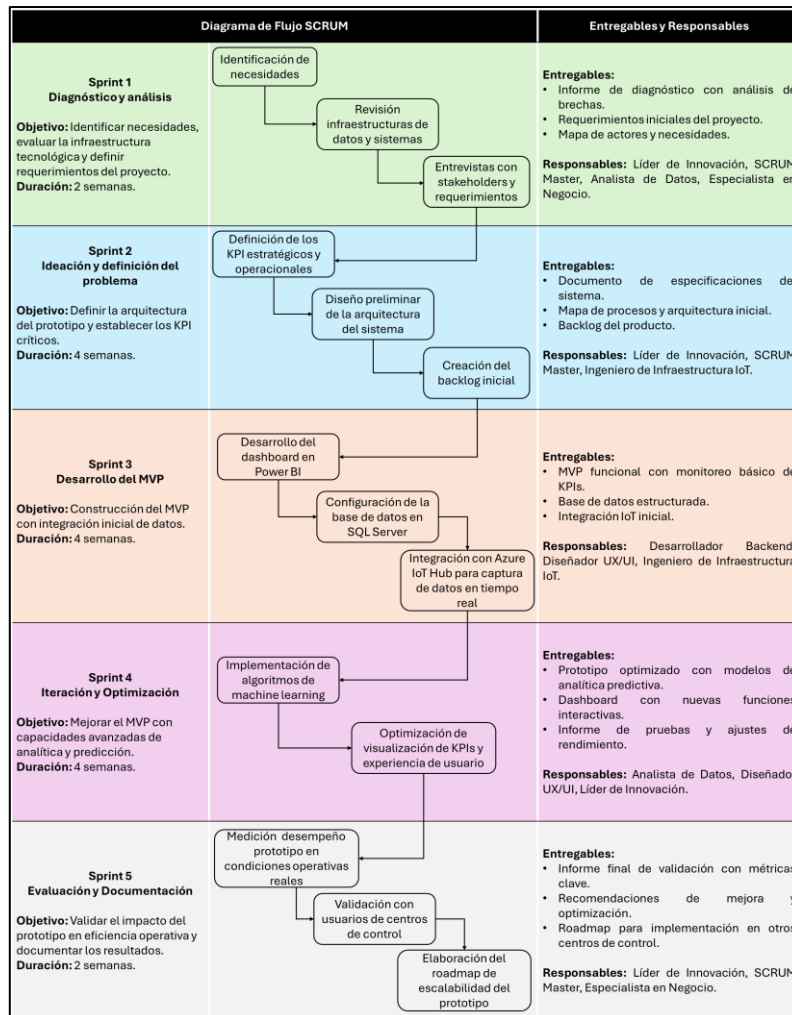 Diagrama de Flujo SCRUM
Entregables y Responsables
Sprint 1
Diagnóstico y análisis
Objetivo: Identificar necesidades,
evaluar la infraestructura
tecnológica y definir
requerimientos del proyecto.
Duración: 2 semanas.
Identificación de
necesidades
Revisión
infraestructuras de
datos y sistemas
Entrevistas con
stakeholders y
requerimientos
Entregables:
• Informe de diagnóstico con análisis de
brechas.
• Requerimientos iniciales del proyecto.
• Mapa de actores y necesidades.
Responsables: Líder de Innovación, SCRUM
Master, Analista de Datos, Especialista en
Negocio.
Sprint 2
Ideación y definición del
problema
Objetivo: Definir la arquitectura
del prototipo y establecer los KPI
críticos.
Duración: 4 semanas.
Definición de los
KPI estratégicos y
operacionales
Diseño preliminar
de la arquitectura
del sistema
Creación del
backlog inicial
Entregables:
• Documento de especificaciones de
sistema.
• Mapa de procesos y arquitectura inicial.
• Backlog del producto.
Responsables: Líder de Innovación, SCRUM
Master, Ingeniero de Infraestructura IoT.
Sprint 3
Desarrollo del MVP
Objetivo: Construcción del MVP
con integración inicial de datos.
Duración: 4 semanas.
Desarrollo del
dashboard en
Power BI
Configuración de la
base de datos en
SQL Server
Integración con Azure
IoT Hub para captura
de datos en tiempo
real
Entregables:
• MVP funcional con monitoreo básico de
KPIs.
• Base de datos estructurada.
• Integración IoT inicial.
Responsables: Desarrollador Backend,
Diseñador UX/UI, Ingeniero de Infraestructura
IoT.
Sprint 4
Iteración y Optimización
Objetivo: Mejorar el MVP con
capacidades avanzadas de
analítica y predicción.
Duración: 4 semanas.
Implementación de
algoritmos de
machine learning
Optimización de
visualización de KPIs y
experiencia de usuario
Entregables:
• Prototipo optimizado con modelos de
analítica predictiva.
• Dashboard con nuevas funciones
interactivas.
• Informe de pruebas y ajustes de
rendimiento.
Responsables: Analista de Datos, Diseñador
UX/UI, Líder de Innovación.
Sprint 5
Evaluación y Documentación
Objetivo: Validar el impacto del
prototipo en eficiencia operativa y
documentar los resultados.
Duración: 2 semanas.
Medición desempeño
prototipo en
condiciones operativas
reales
Validación con
usuarios de centros
de control
Elaboración del
roadmap de
escalabilidad del
prototipo
Entregables:
• Informe final de validación con métricas
clave.
• Recomendaciones de mejora y
optimización.
• Roadmap para implementación en otros
centros de control.
Responsables: Líder de Innovación, SCRUM
Master, Especialista en Negocio.